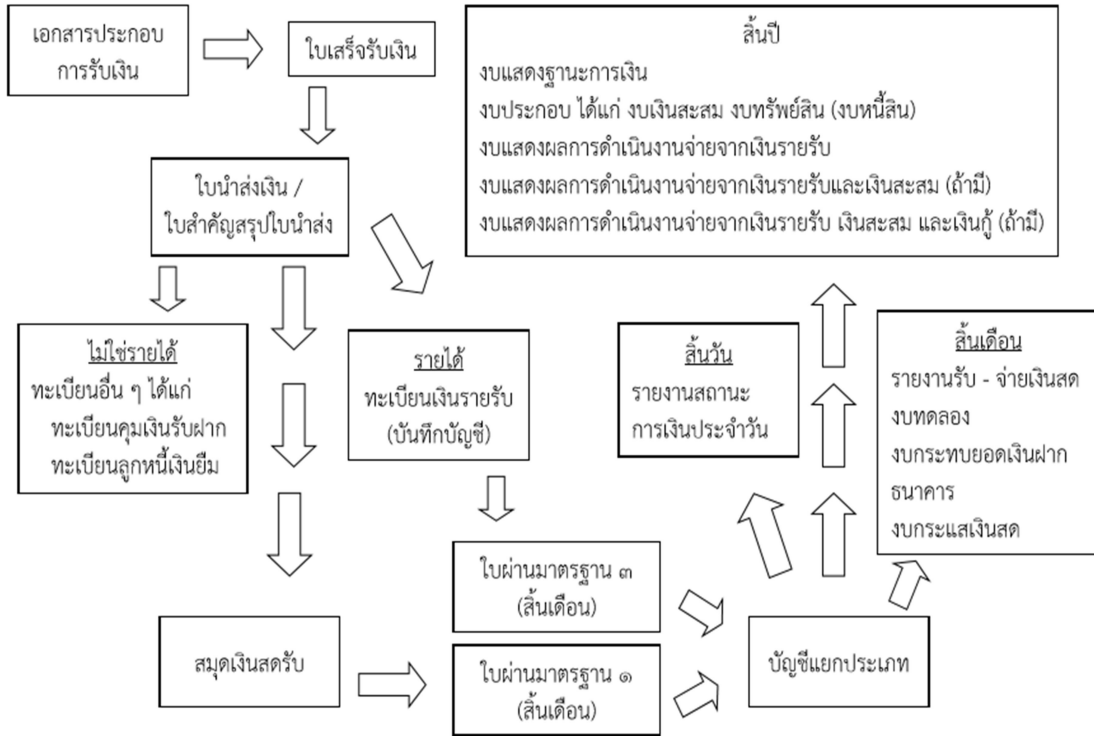 เอกสารประกอบ
การรับเงิน
ใบเสร็จรับเงิน
สิ้นปี
งบแสดงฐานะการเงิน
งบประกอบ ได้แก่ งบเงินสะสม งบทรัพย์สิน (งบหนี้สิน)
งบแสดงผลการดำเนินงานจ่ายจากเงินรายรับ
งบแสดงผลการดำเนินงานจ่ายจากเงินรายรับและเงินสะสม (ถ้ามี)
งบแสดงผลการดำเนินงานจ่ายจากเงินรายรับ เงินสะสม และเงินกู้ (ถ้ามี)
ใบนำส่งเงิน /
ใบสำคัญสรุปใบนำส่ง
ไม่ใช่รายได้
ทะเบียนอื่น ๆ ได้แก่
ทะเบียนคุมเงินรับฝาก
ทะเบียนลูกหนี้เงินยืม
รายได้
ทะเบียนเงินรายรับ
(บันทึกบัญชี)
สิ้นวัน
รายงานสถานะ
การเงินประจำวัน
สิ้นเดือน
รายงานรับ - จ่ายเงินสด
งบทดลอง
งบกระทบยอดเงินฝาก
ธนาคาร
งบกระแสเงินสด
ใบผ่านมาตรฐาน ๓
(สิ้นเดือน)
สมุดเงินสดรับ
ใบผ่านมาตรฐาน ๑
(สิ้นเดือน)
บัญชีแยกประเภท